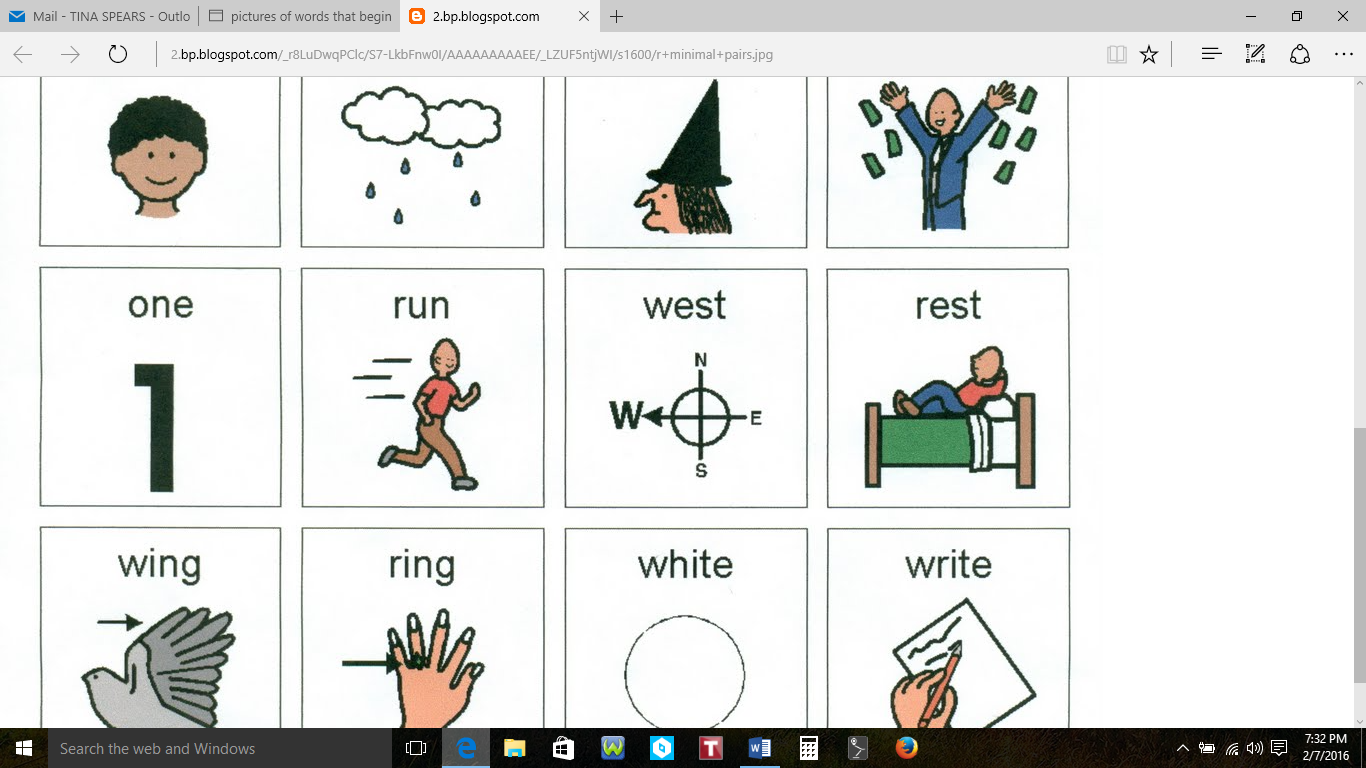 Mail - TINA SPEARS - Outlo
pictures of words that begin
2.bp.blogspot.com
2.bp.blogspot.com/_r8LuDwqPClc/S7-LkbFnw0I/AAAAAAAAAEE/_LZUF5ntjWI/s1600/r+minimal+pairs.jpg
one run west rest
1
N
W E
S
wing ring white write
Search the web and Windows
7:32 PM
2/7/2016